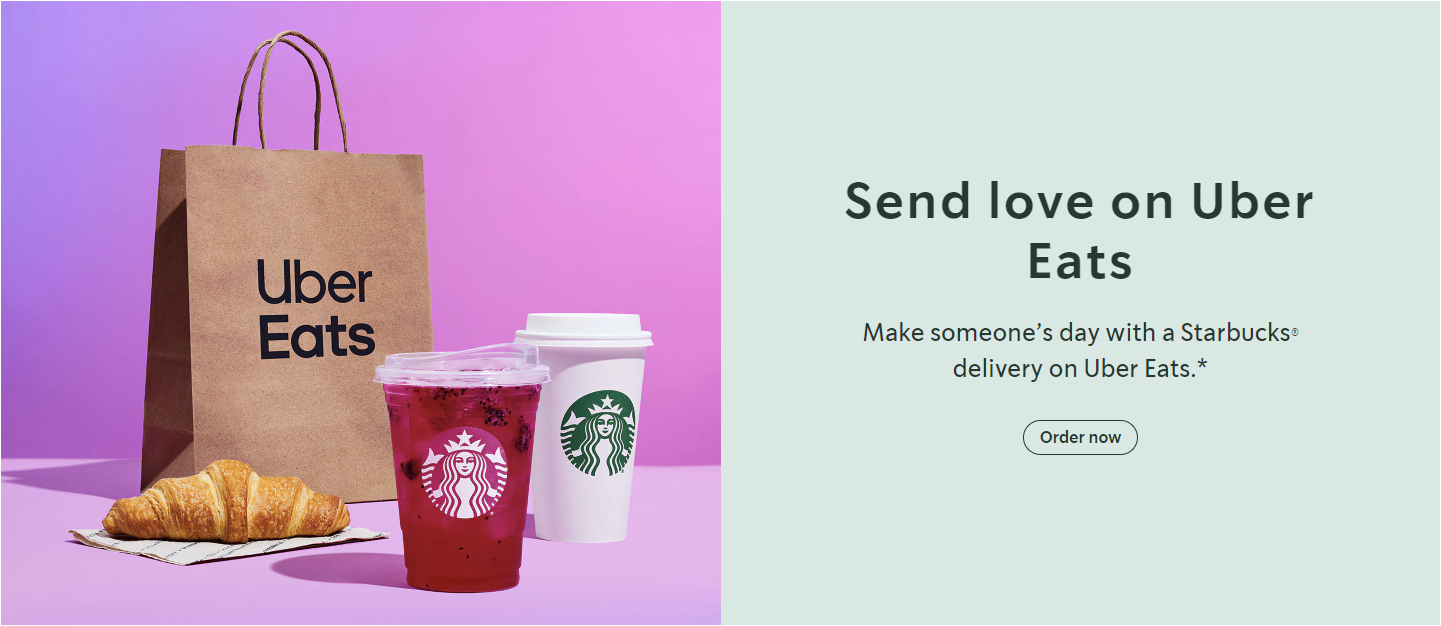 Uber
Eats
Send love on Uber
Eats
Make someone's day with a Starbucks®
delivery on Uber Eats.*
Order now